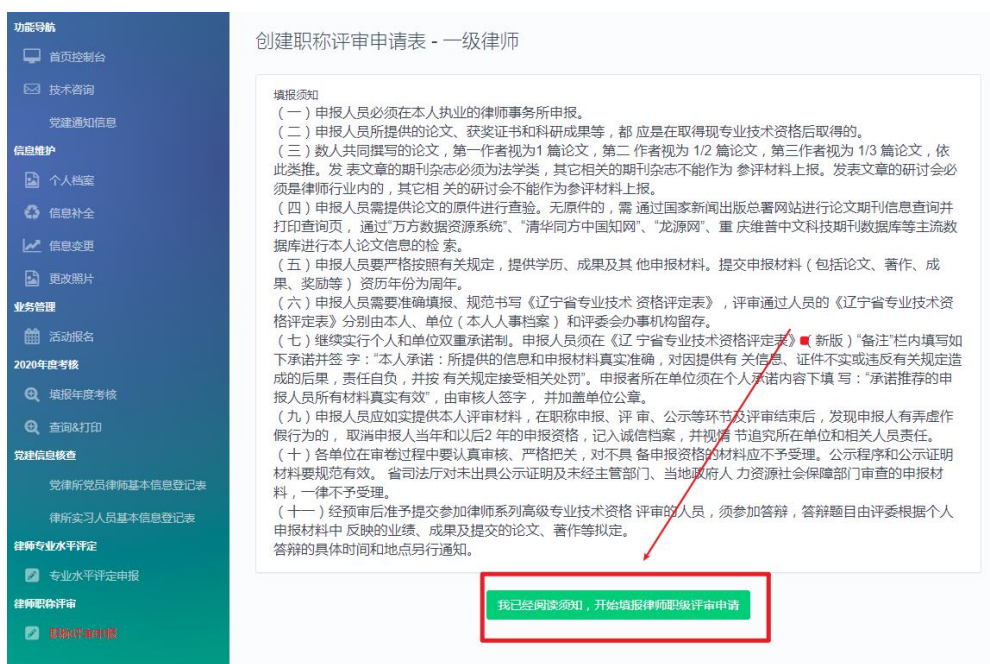 功能导航
首页控制台
技术咨询
党建通知信息
信息维护
个人档案
信息补全
信息变更
更改照片
业务管理
活动报名
2020年度考核
填报年度考核
查询&打印
党建信息核查
党律所党员律师基本信息登记表
律所实习人员基本信息登记表
律师专业水平评定
专业水平评定申报
律师职称评审
职称评审申报
创建职称评审申请表 - 一级律师
填报须知
（一）申报人员必须在本人执业的律师事务所申报。
（二）申报人员所提供的论文、获奖证书和科研成果等，都 应是在取得现专业技术资格后取得的。
（三）数人共同撰写的论文，第一作者视为1 篇论文，第二 作者视为 1/2 篇论文，第三作者视为 1/3 篇论文，依
此类推。发 表文章的期刊杂志必须为法学类，其它相关的期刊杂志不能作为 参评材料上报。发表文章的研讨会必
须是律师行业内的，其它相 关的研讨会不能作为参评材料上报。
（四）申报人员需提供论文的原件进行查验。无原件的，需 通过国家新闻出版总署网站进行论文期刊信息查询并
打印查询页， 通过“万方数据资源系统”、“清华同方中国知网”、“龙源网”、重 庆维普中文科技期刊数据库等主流数
据库进行本人论文信息的检 索。
（五）申报人员要严格按照有关规定，提供学历、成果及其 他申报材料。提交申报材料（包括论文、著作、成
果、奖励等） 资历年份为周年。
（六）申报人员需要准确填报、规范书写《辽宁省专业技术 资格评定表》，评审通过人员的《辽宁省专业技术资
格评定表》分别由本人、单位（本人人事档案）和评委会办事机构留存。
（七）继续实行个人和单位双重承诺制。申报人员须在《辽 宁省专业技术资格评定表》（ 新版）“备注”栏内填写如
下承诺并签 字：“本人承诺：所提供的信息和申报材料真实准确，对因提供有 关信息、证件不实或违反有关规定造
成的后果，责任自负，并按 有关规定接受相关处罚”。申报者所在单位须在个人承诺内容下填 写：“承诺推荐的申
报人员所有材料真实有效”，由审核人签字， 并加盖单位公章。
（九）申报人员应如实提供本人评审材料，在职称申报、评 审、公示等环节及评审结束后，发现申报人有弄虚作
假行为的， 取消申报人当年和以后2 年的申报资格，记入诚信档案，并视情 节追究所在单位和相关人员责任。
（十）各单位在审卷过程中要认真审核、严格把关，对不具 备申报资格的材料应不予受理。公示程序和公示证明
材料要规范有效。 省司法厅对未出具公示证明及未经主管部门、当地政府人 力资源社会保障部门审查的申报材
料，一律不予受理。
（十一）经预审后准予提交参加律师系列高级专业技术资格 评审的人员，须参加答辩，答辩题目由评委根据个人
申报材料中 反映的业绩、成果及提交的论文、著作等拟定。
答辩的具体时间和地点另行通知。
我已经阅读须知，开始填报律师职级评审申请